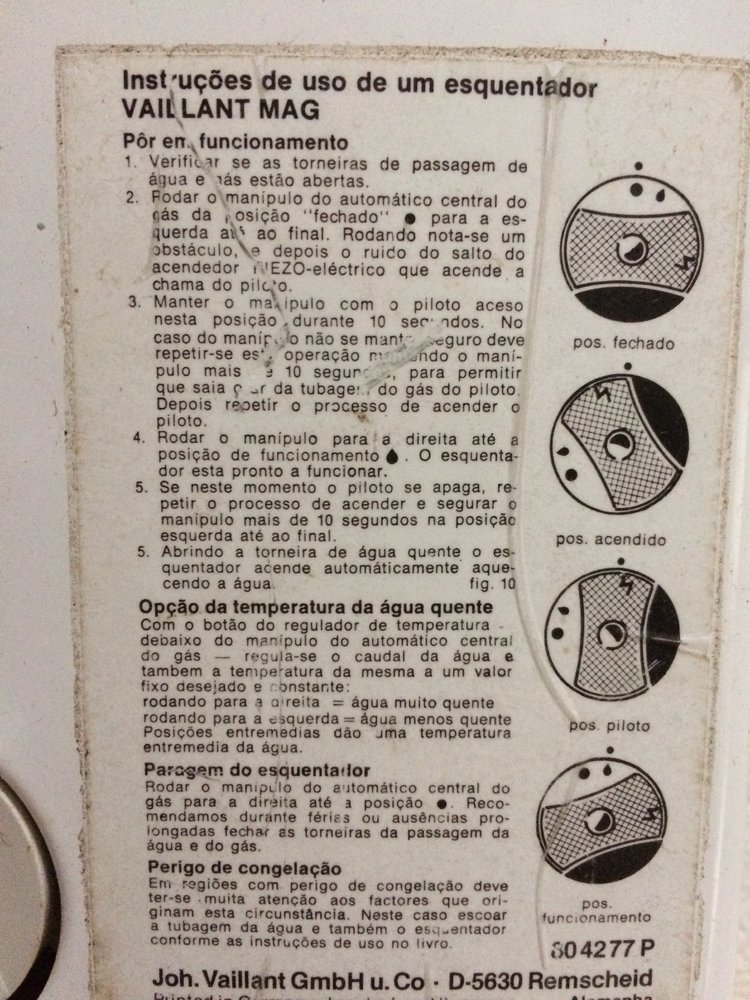 Instruções de uso de um esquentador
VAILLANT MAG
Pôr em funcionamento
1. Verificar se as torneiras de passagem de
água e gás estão abertas.
2. Rodar o manípulo do automático central do
gás da posição "fechado" ● para a es-
querda até ao final. Rodando nota-se um
obstáculo, e depois o ruido do salto do
acendedor PIEZO-eléctrico que acende a
chama do piloto.
3. Manter o manípulo com o piloto aceso
nesta posição durante 10 segundos. No
caso do manípulo não se manter seguro deve
repetir-se esta operação mantendo o maní-
pulo mais de 10 segundos, para permitir
que saia o ar da tubagem do gás do piloto.
Depois repetir o processo de acender o
piloto.
4. Rodar o manípulo para a direita até a
posição de funcionamento. O esquenta-
dor esta pronto a funcionar.
5. Se neste momento o piloto se apaga, re-
petir o processo de acender e segurar o
manípulo mais de 10 segundos na posição
esquerda até ao final.
5. Abrindo a torneira de água quente o es-
quentador acende automáticamente aque-
cendo a água. fig. 10
Opção da temperatura da água quente
Com o botão do regulador de temperatura -
debaixo do manípulo do automático central
do gás — regula-se o caudal da água e
tambem a temperatura da mesma a um valor
fixo desejado e constante:
rodando para a direita = água muito quente
rodando para a esquerda = água menos quente
Posições entremedias dão uma temperatura
entremedia da água.
Paragem do esquentador
Rodar o manípulo do automático central do
gás para a direita até a posição ●. Reco-
mendamos durante férias ou ausências pro-
longadas fechar as torneiras da passagem da
água e do gás.
Perigo de congelação
Em regiões com perigo de congelação deve
ter-se muita atenção aos factores que ori-
ginam esta circunstância. Neste caso escoar
a tubagem da água e também o esquentador
conforme as instruções de uso no livro.
pos. fechado
pos. acendido
pos. piloto
pos.
funcionamento
804277 P
Joh. Vaillant GmbH u. Co · D-5630 Remscheid